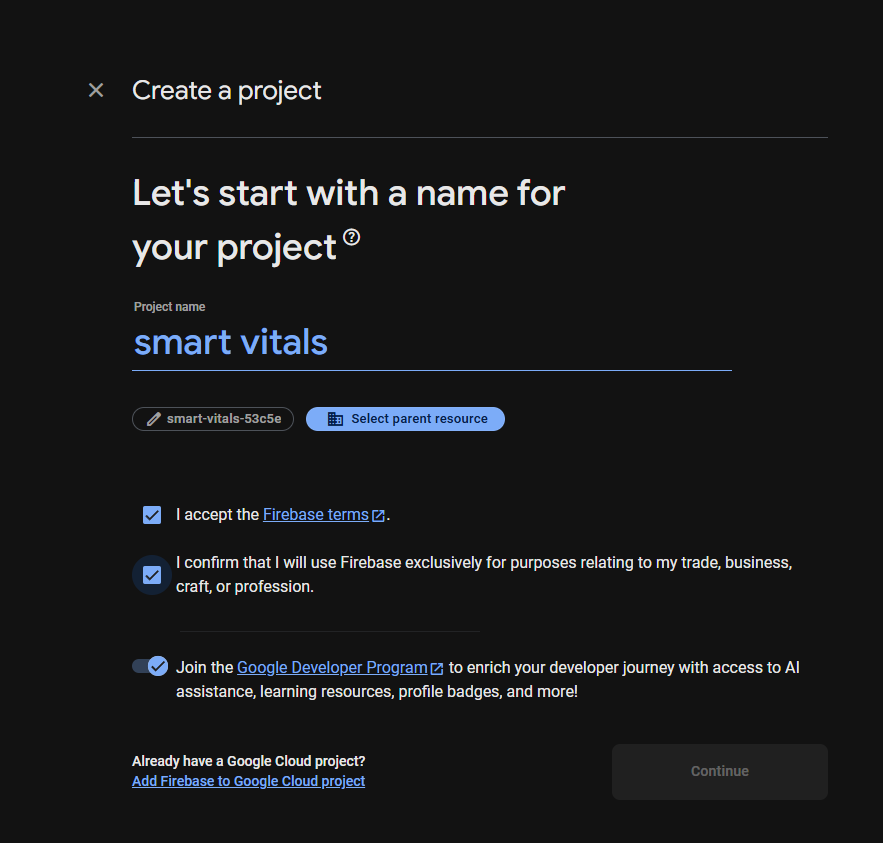 Create a project
Let's start with a name for
your project
Project name
smart vitals
smart-vitals-53c5e
Select parent resource
I accept the Firebase terms.
I confirm that I will use Firebase exclusively for purposes relating to my trade, business,
craft, or profession.
Join the Google Developer Program to enrich your developer journey with access to AI
assistance, learning resources, profile badges, and more!
Already have a Google Cloud project?
Add Firebase to Google Cloud project
Continue